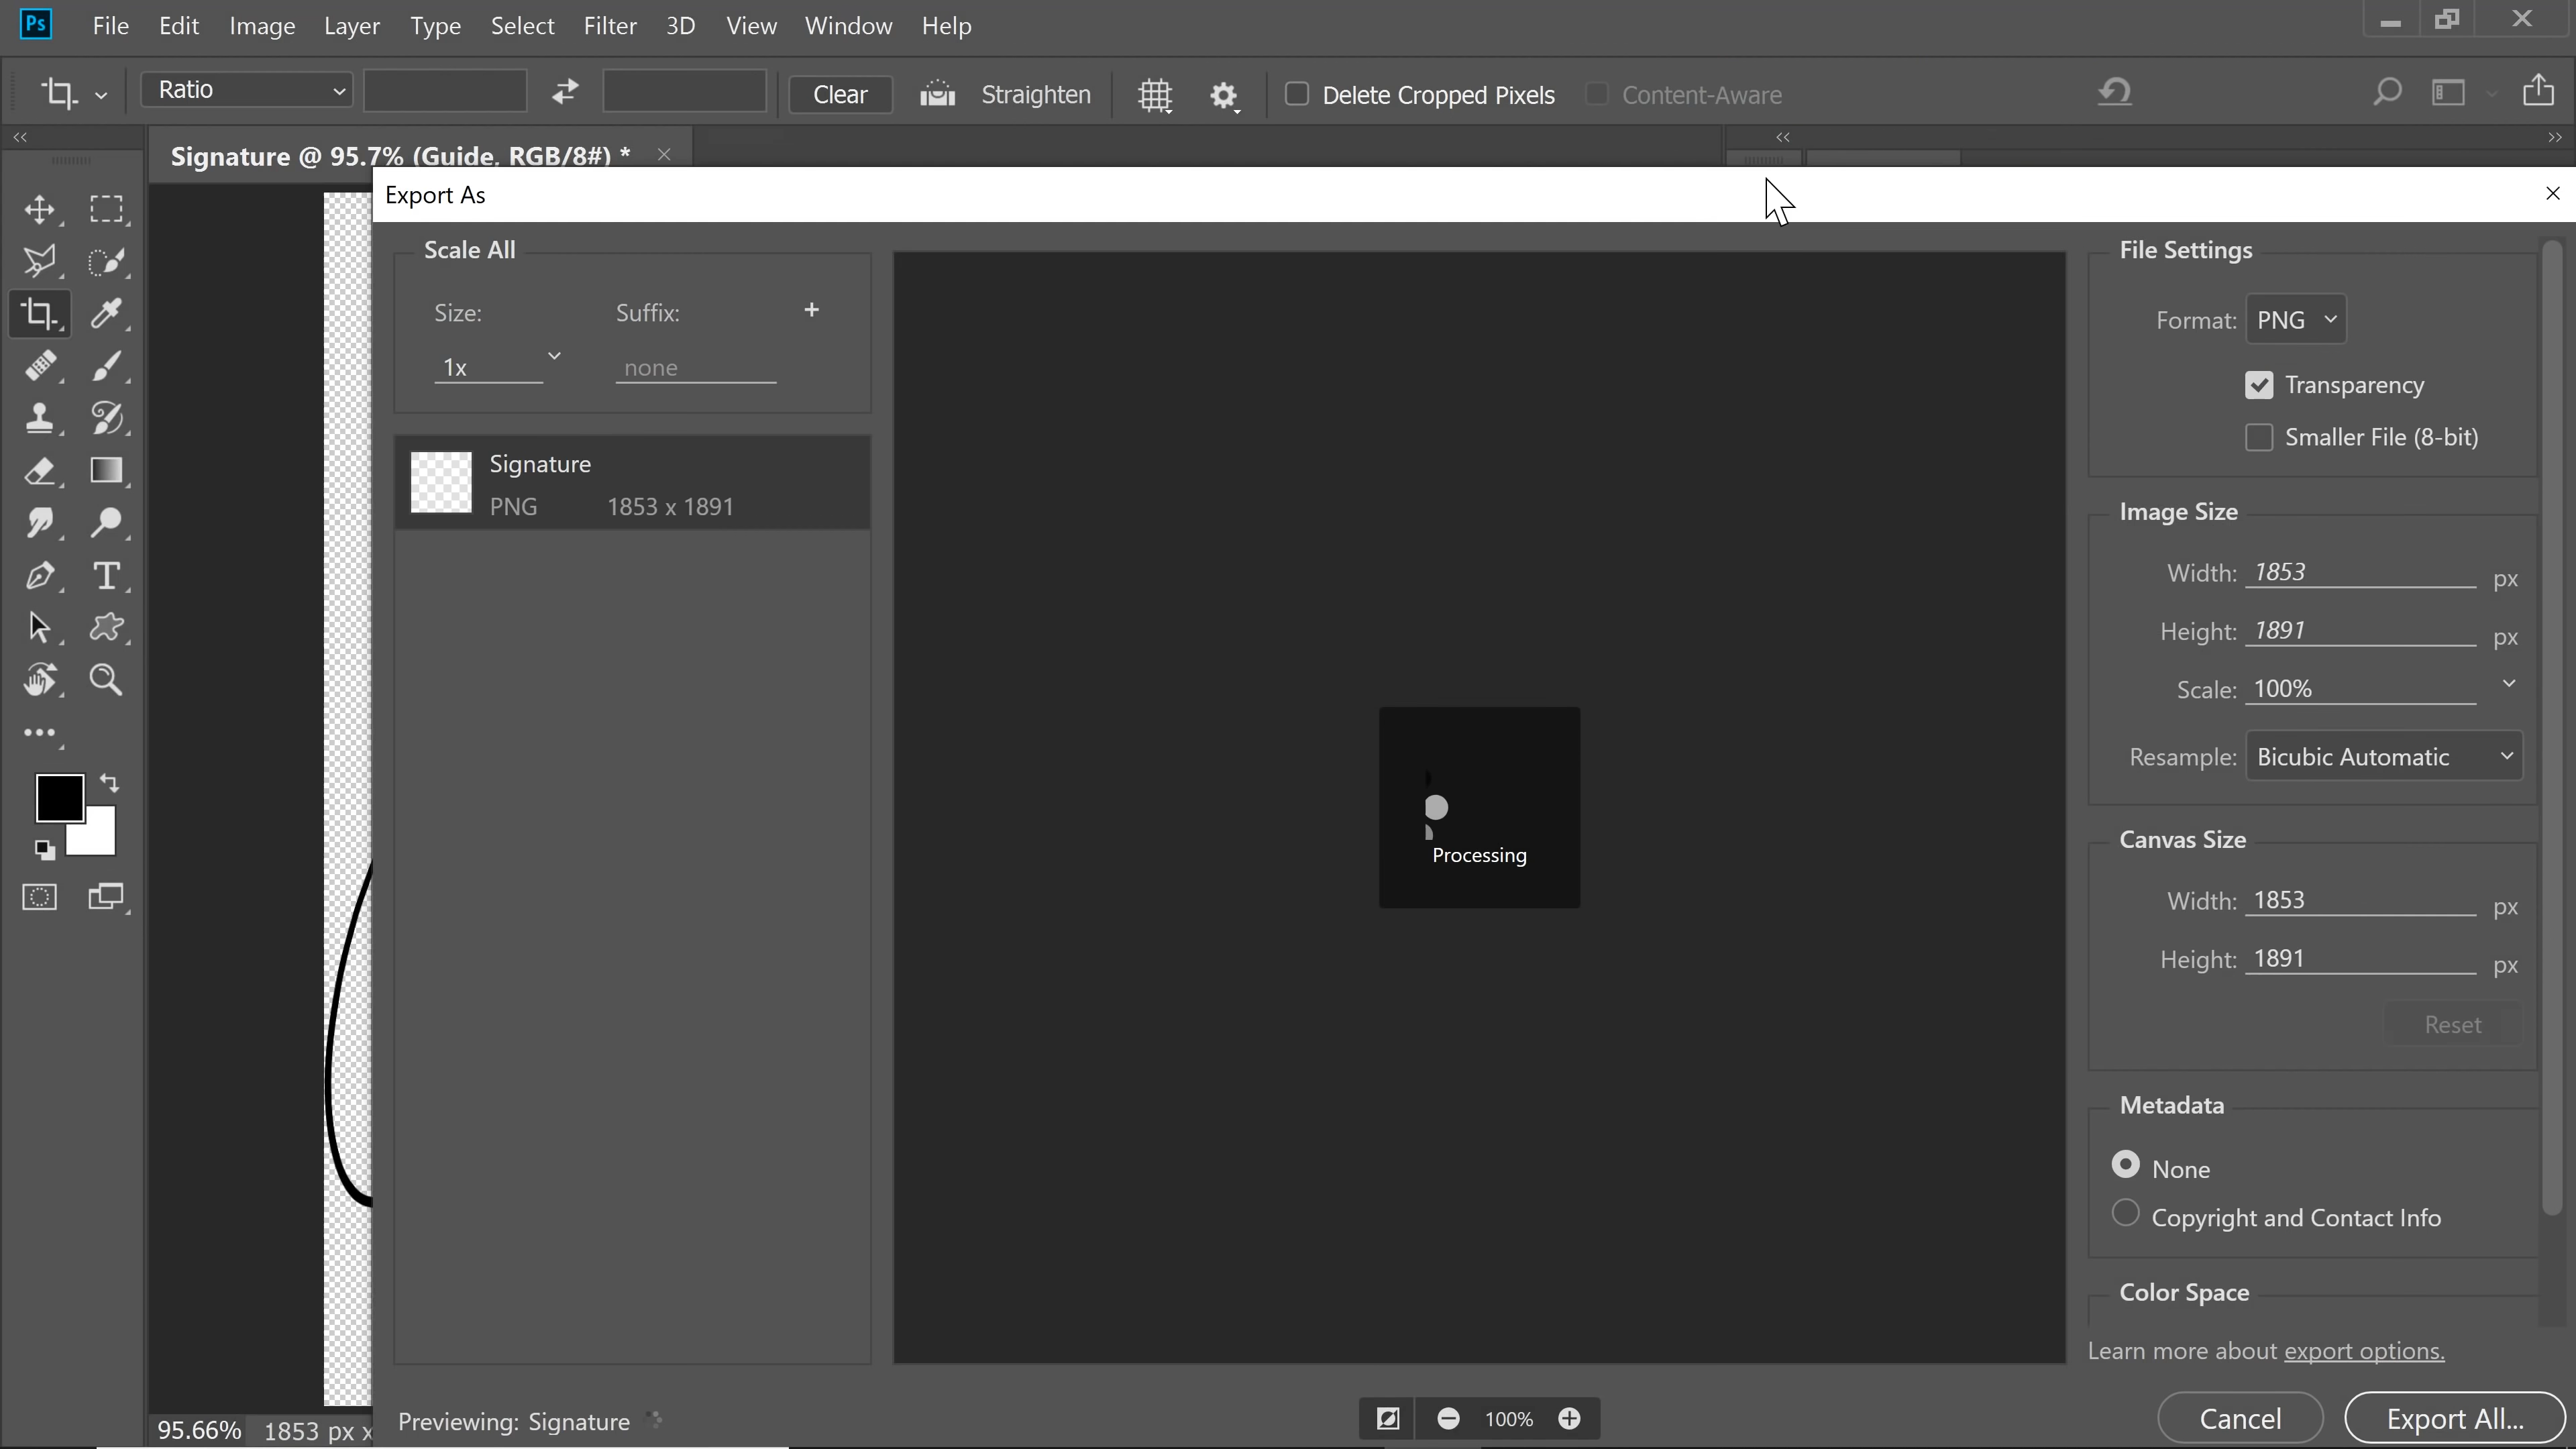 Ps File Edit Image Layer Type Select Filter 3D View Window Help
Ratio Clear Straighten Delete Cropped Pixels Content-Aware
Signature @ 95.7% (Guide, RGB/8#) *
Export As
Scale All
Size: Suffix:
1x none
Signature
PNG 1853 x 1891
Processing
File Settings
Format: PNG
Transparency
Smaller File (8-bit)
Image Size
Width: 1853 px
Height: 1891 px
Scale: 100%
Resample: Bicubic Automatic
Canvas Size
Width: 1853 px
Height: 1891 px
Reset
Metadata
None
Copyright and Contact Info
Color Space
Learn more about export options.
95.66% 1853 px x
Previewing: Signature
100%
Cancel Export All...